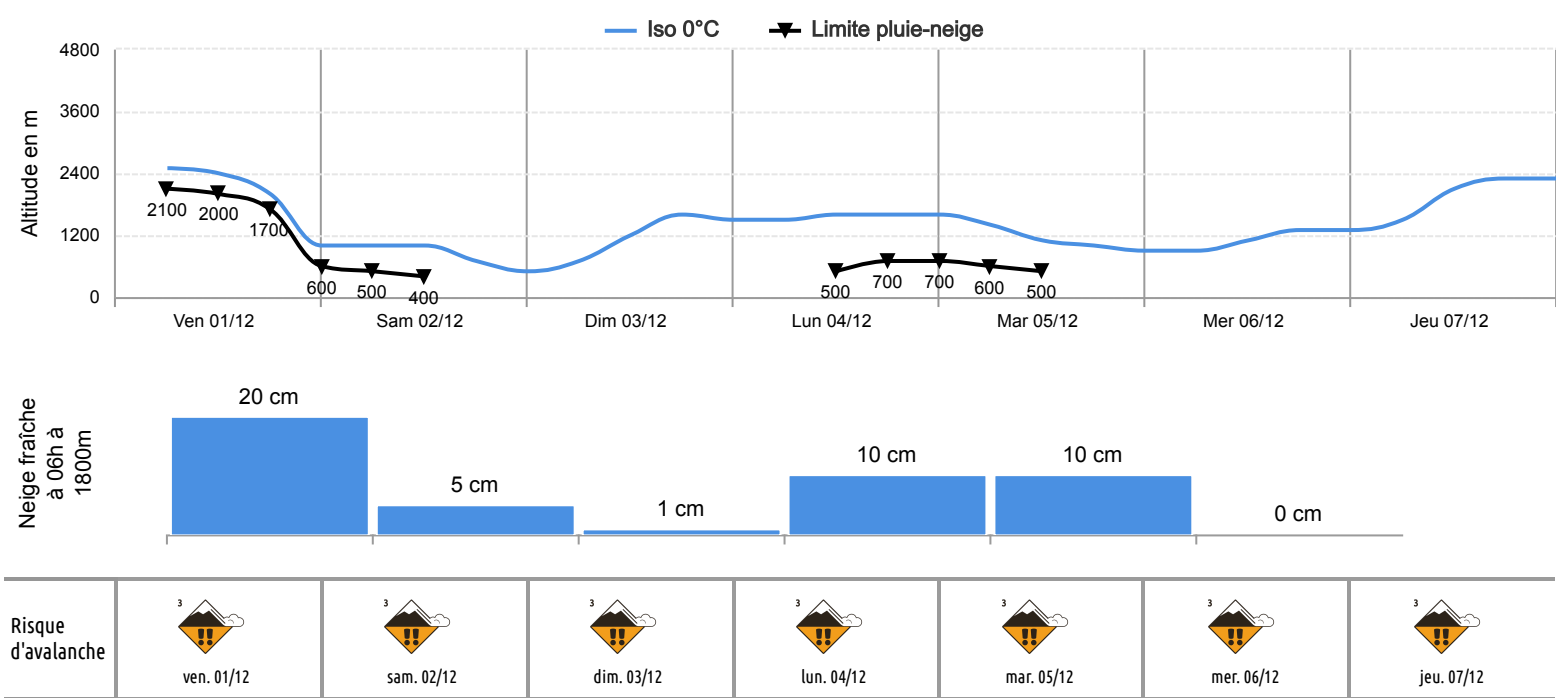 Iso 0°C Limite pluie-neige
4800
3600
2400
1200
0
Altitude en m
2100 2000 1700 600 500 400 500 700 700 600 500
Ven 01/12 Sam 02/12 Dim 03/12 Lun 04/12 Mar 05/12 Mer 06/12 Jeu 07/12
Neige fraîche
à 06h à
1800m
20 cm 5 cm 1 cm 10 cm 10 cm 0 cm
Risque
d'avalanche
3 3 3 3 3 3 3
!! !! !! !! !! !! !!
ven. 01/12 sam. 02/12 dim. 03/12 lun. 04/12 mar. 05/12 mer. 06/12 jeu. 07/12